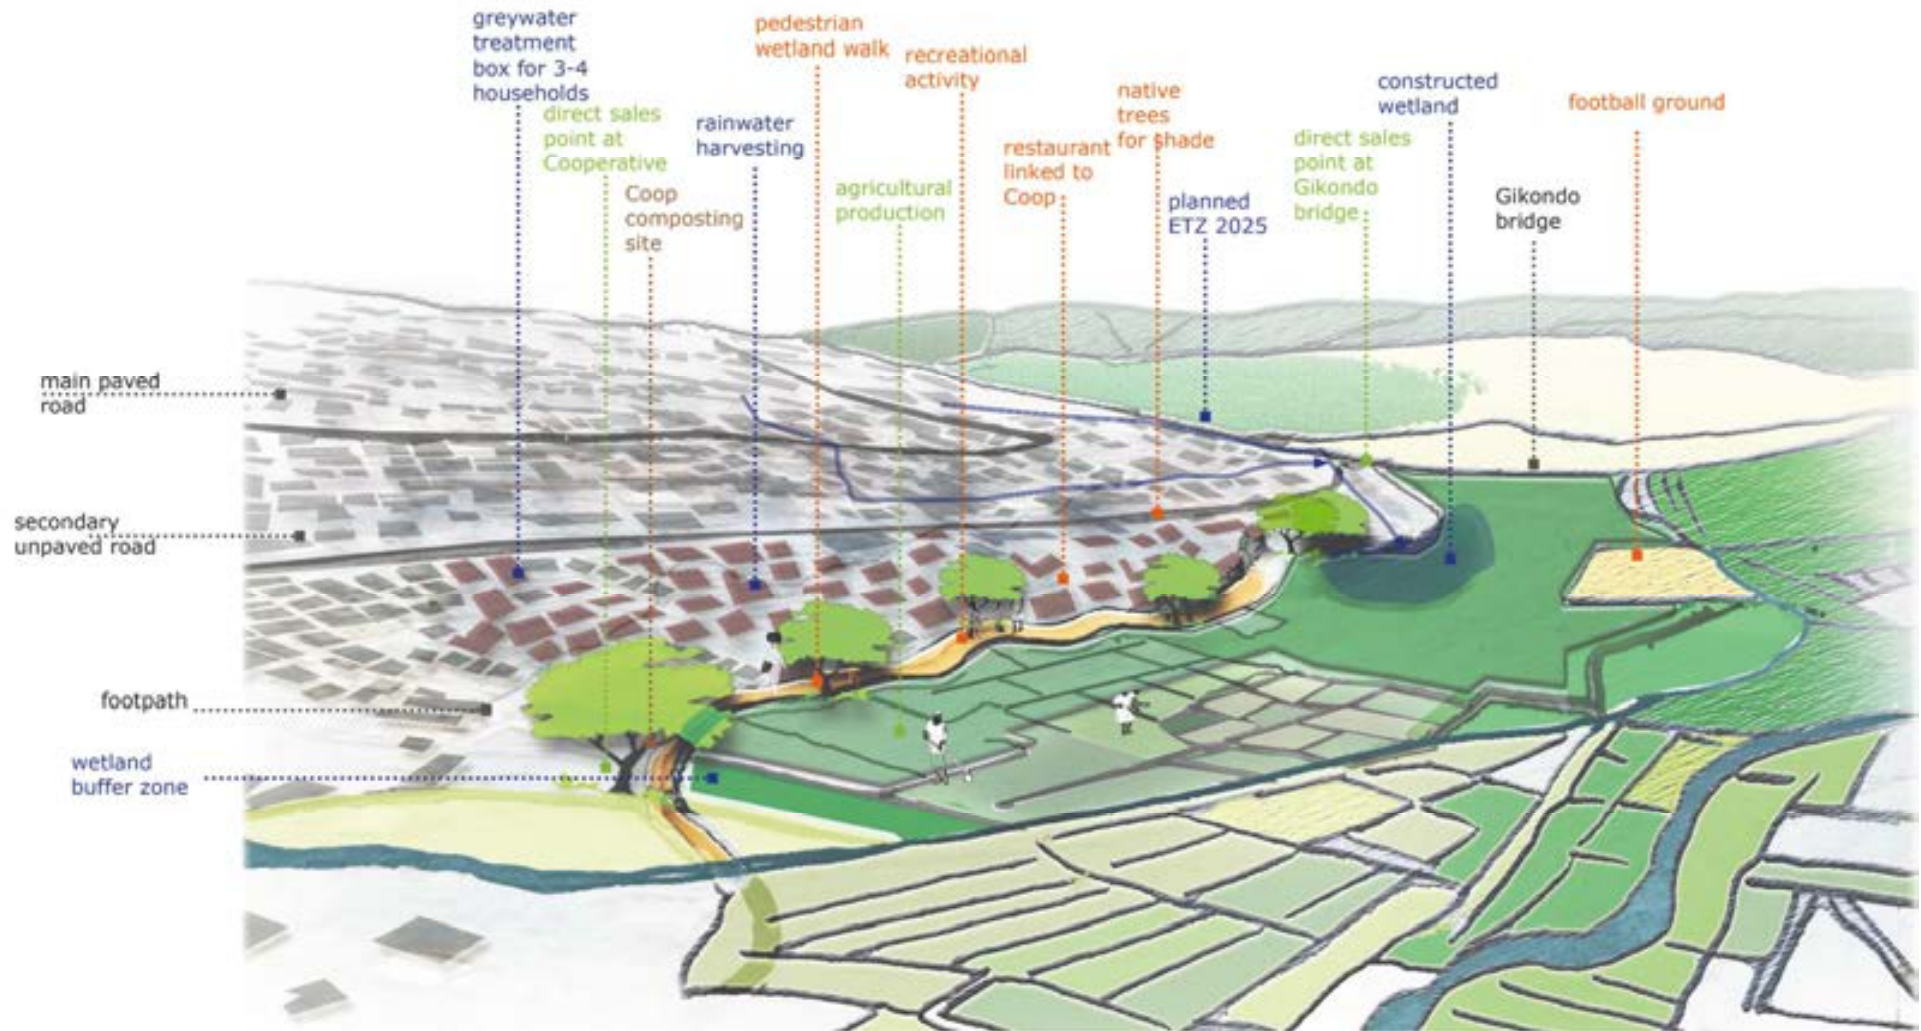 greywater
treatment
box for 3-4
households
direct sales
point at
Cooperative
Coop
composting
site
rainwater
harvesting
pedestrian
wetland walk
agricultural
production
recreational
activity
restaurant
linked to
Coop
native
trees
for shade
planned
ETZ 2025
direct sales
point at
Gikondo
bridge
constructed
wetland
Gikondo
bridge
football ground
main paved
road
secondary
unpaved road
footpath
wetland
buffer zone